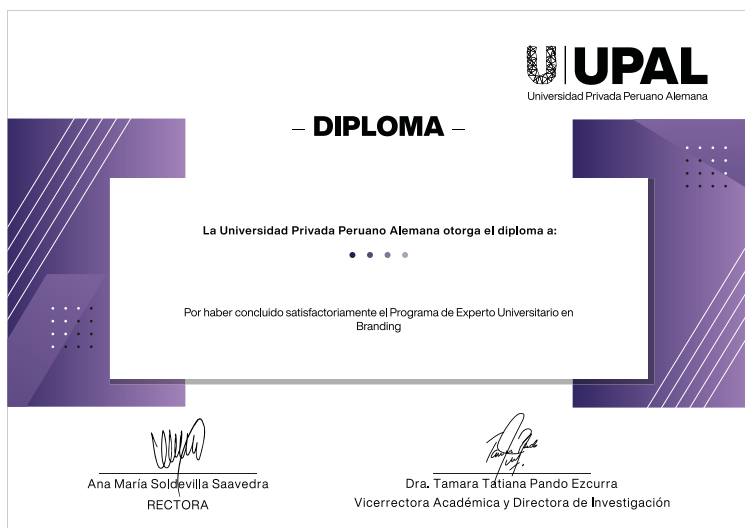 UPAL
Universidad Privada Peruano Alemana
– DIPLOMA –
La Universidad Privada Peruano Alemana otorga el diploma a:
Por haber concluido satisfactoriamente el Programa de Experto Universitario en
Branding
Ana María Soldevilla Saavedra
RECTORA
Dra. Tamara Tatiana Pando Ezcurra
Vicerrectora Académica y Directora de Investigación